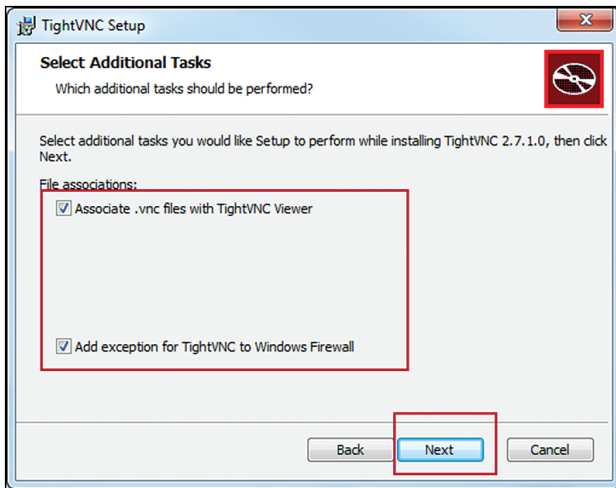 TightVNC Setup
Select Additional Tasks
Which additional tasks should be performed?
Select additional tasks you would like Setup to perform while installing TightVNC 2.7.1.0, then click
Next.
File associations:
Associate .vnc files with TightVNC Viewer
Add exception for TightVNC to Windows Firewall
Back Next Cancel